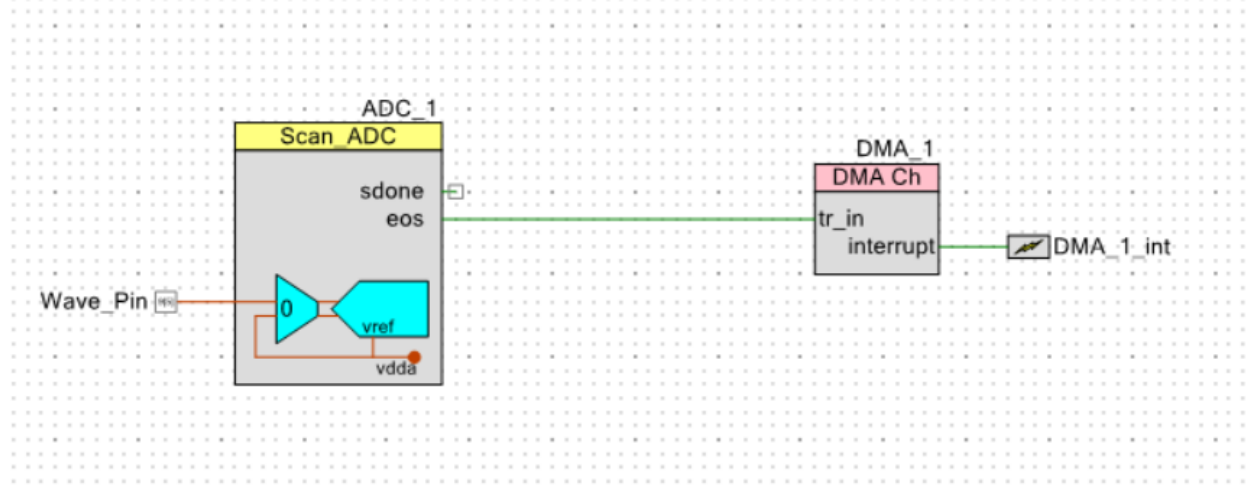 ADC_1
Scan_ADC
sdone
eos
Wave_Pin
0
vref
vdda
DMA_1
DMA Ch
tr_in
interrupt
DMA_1_int